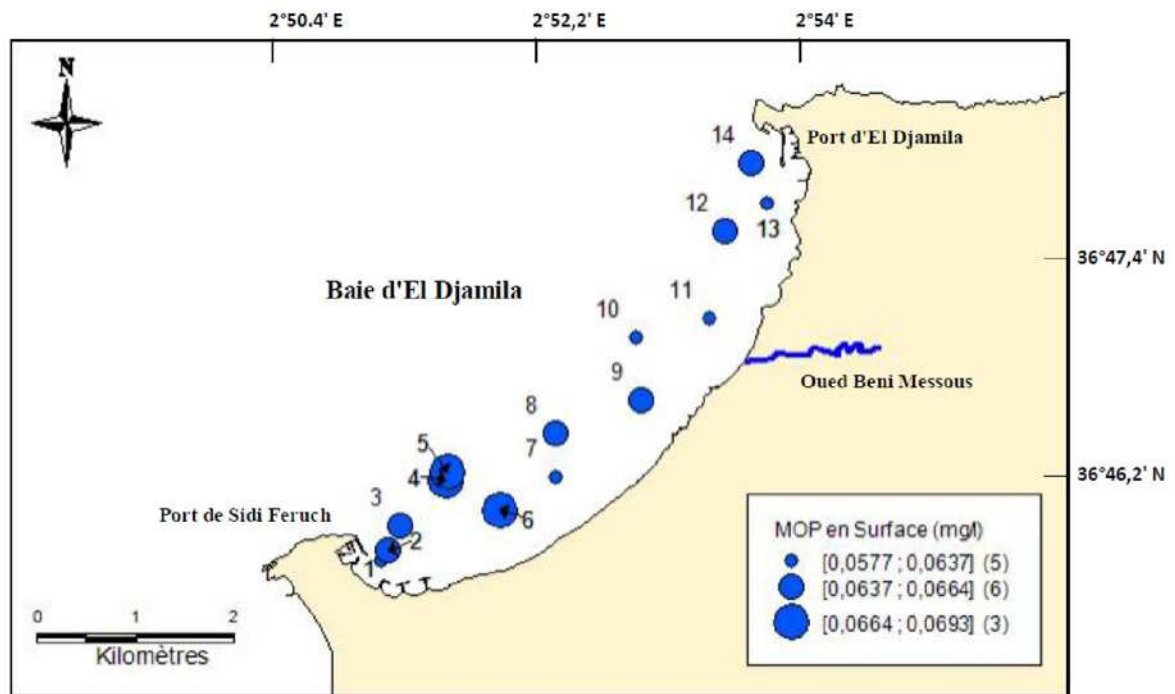 2°50.4' E
2°52,2' E
2°54' E
N
14
Port d'El Djamila
12
13
36°47,4' N
Baie d'El Djamila
11
10
Oued Beni Messous
9
8
7
5
4
36°46,2' N
3
6
Port de Sidi Feruch
2
1
MOP en Surface (mg/l)
[0,0577 ; 0,0637] (5)
[0,0637 ; 0,0664] (6)
[0,0664 ; 0,0693] (3)
0 1 2
Kilomètres